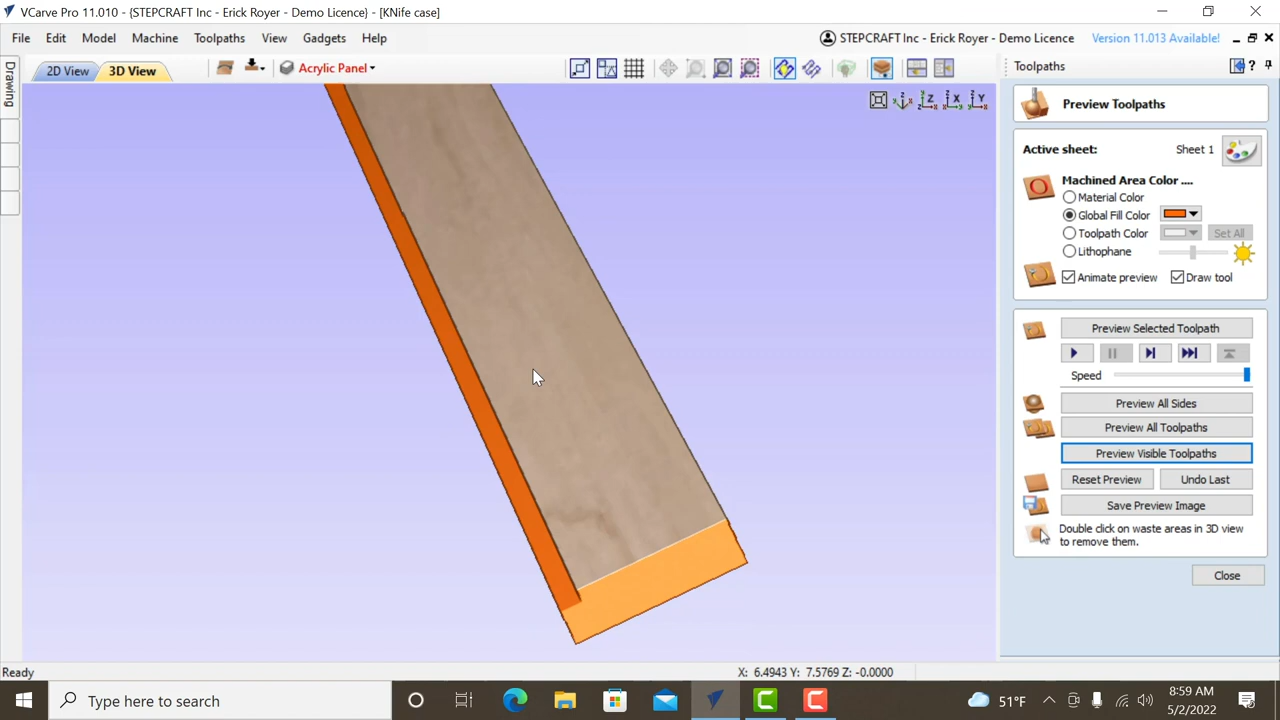 VCarve Pro 11.010 - {STEPCRAFT Inc - Erick Royer - Demo Licence} - [KNife case]
File Edit Model Machine Toolpaths View Gadgets Help
STEPCRAFT Inc - Erick Royer - Demo Licence Version 11.013 Available!
Drawing
2D View 3D View
Acrylic Panel
Z X Y
Toolpaths
Preview Toolpaths
Active sheet: Sheet 1
Machined Area Color ....
Material Color
Global Fill Color
Toolpath Color Set All
Lithophane
Animate preview Draw tool
Preview Selected Toolpath
Speed
Preview All Sides
Preview All Toolpaths
Preview Visible Toolpaths
Reset Preview Undo Last
Save Preview Image
Double click on waste areas in 3D view
to remove them.
Close
Ready X: 6.4943 Y: 7.5769 Z: -0.0000
Type here to search
51°F
8:59 AM
5/2/2022